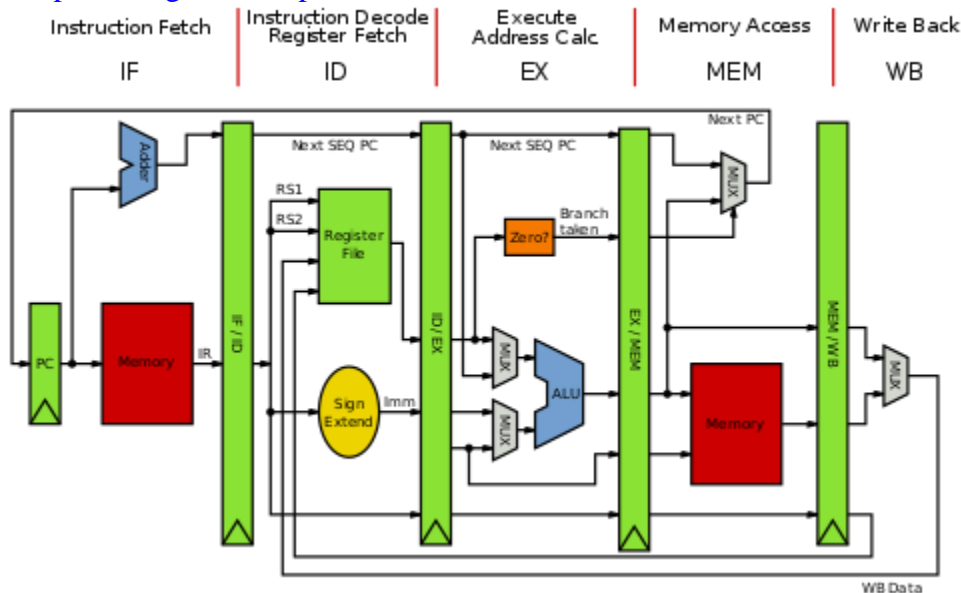 Instruction Fetch
Instruction Decode
Register Fetch
Execute
Address Calc.
Memory Access
Write Back
IF
ID
EX
MEM
WB
Next PC
Adder
Next SEQ PC
Next SEQ PC
MUX
RS1
RS2
Register
File
Branch
taken
Zero?
IF / ID
ID/ EX
EX / MEM
MEM /WB
PC
Memory
IR
MUX
ALU
MUX
Sign
Extend
Imm
MUX
Memory
WB Data